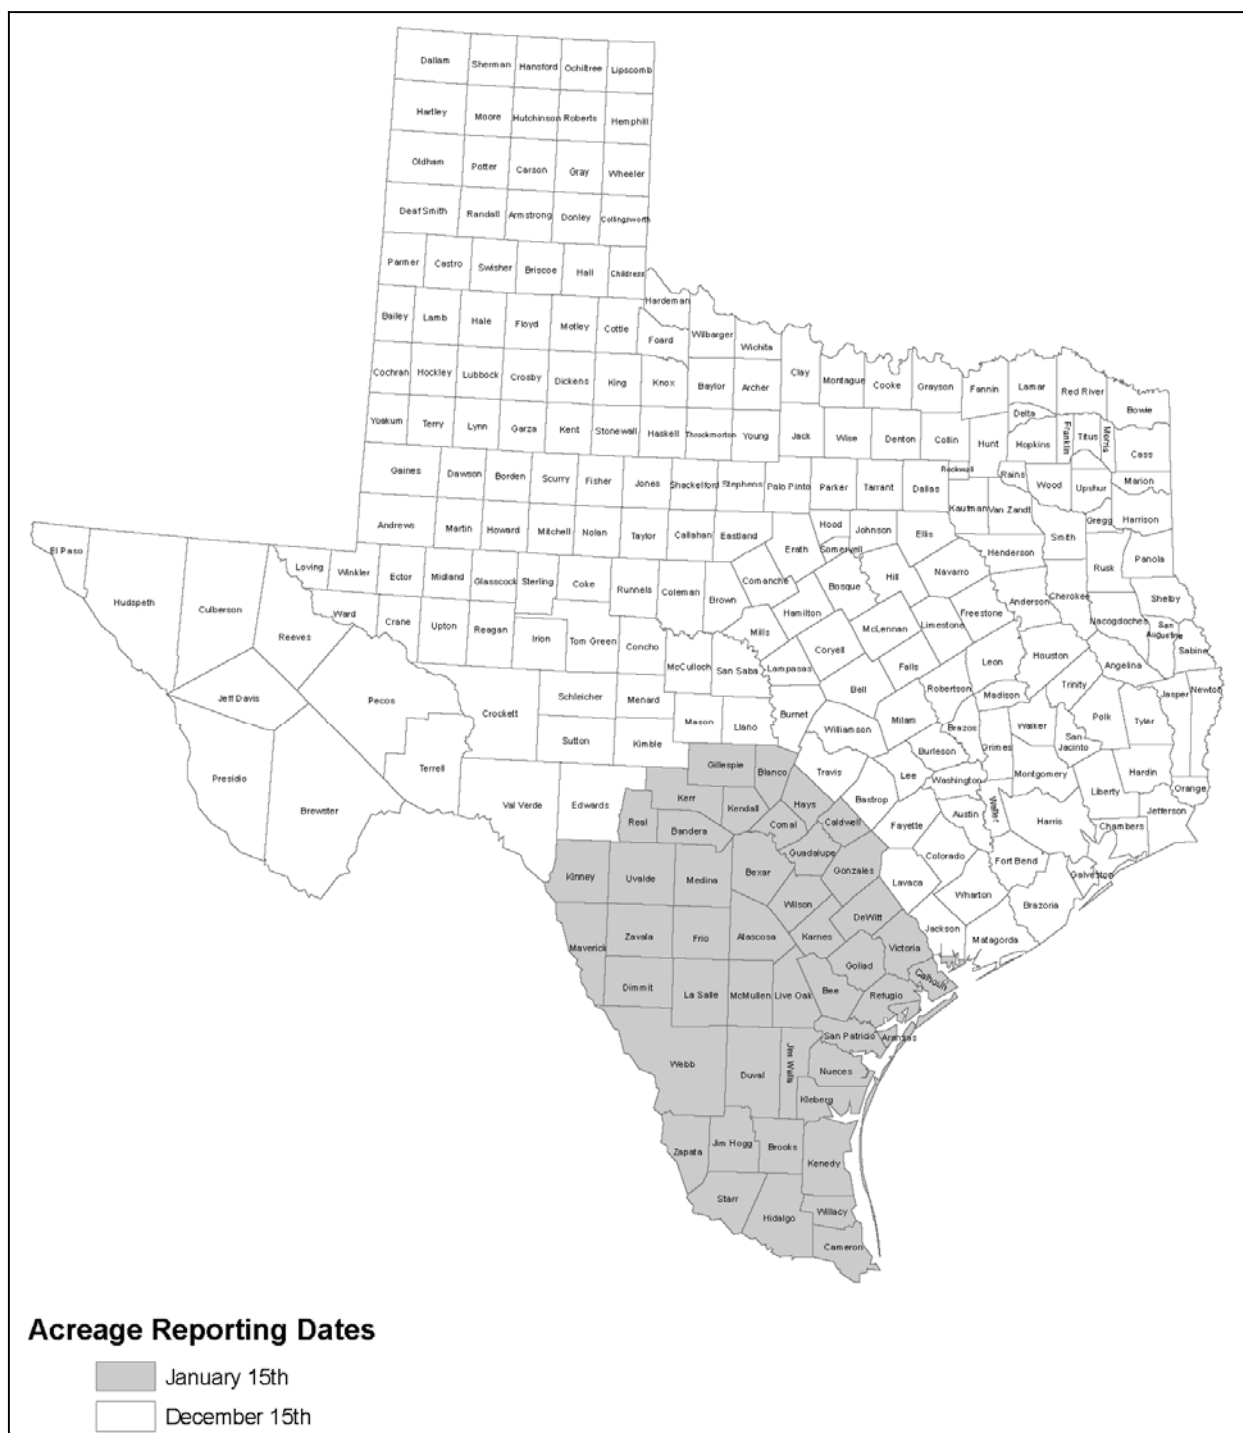 Dallam Sherman Hansford Ochiltree Lipscomb
Hartley Moore Hutchinson Roberts Hemphill
Oldham Potter Carson Gray Wheeler
Deaf Smith Randall Armstrong Donley Collingsworth
Parmer Castro Swisher Briscoe Hall Childress
Hardeman
Bailey Lamb Hale Floyd Motley Cottle Foard Wilbarger Wichita
Cochran Hockley Lubbock Crosby Dickens King Knox Baylor Archer Clay Montague Cooke Grayson Fannin Lamar Red River Bowie
Yoakum Terry Lynn Garza Kent Stonewall Haskell Throckmorton Young Jack Wise Denton Collin Hunt Delta Hopkins Franklin Titus Morris Cass
Gaines Dawson Borden Scurry Fisher Jones Shackelford Stephens Palo Pinto Parker Tarrant Dallas Rockwall Rains Wood Upshur Marion
Andrews Martin Howard Mitchell Nolan Taylor Callahan Eastland Erath Hood Somervell Johnson Ellis Kaufman Van Zandt Smith Gregg Harrison
El Paso Hudspeth Culberson Reeves Loving Winkler Ector Midland Glasscock Sterling Coke Runnels Coleman Brown Comanche Bosque Hill Navarro Henderson Rusk Panola
Ward Crane Upton Reagan Irion Tom Green Concho McCulloch San Saba Mills Hamilton Coryell McLennan Limestone Freestone Anderson Cherokee Nacogdoches Shelby San Augustine Sabine
Jeff Davis Pecos Crockett Schleicher Menard Mason Llano Lampasas Burnet Bell Falls Robertson Leon Madison Houston Trinity Angelina Jasper Newton
Presidio Brewster Terrell Sutton Kimble Williamson Milam Brazos Grimes Walker San Jacinto Polk Tyler
Val Verde Edwards Gillespie Blanco Travis Lee Burleson Washington Montgomery Liberty Hardin Orange
Real Kerr Kendall Hays Bastrop Fayette Austin Waller Harris Chambers Jefferson
Bandera Comal Caldwell Guadalupe Colorado Fort Bend Galveston
Kinney Uvalde Medina Bexar Gonzales Lavaca Wharton Brazoria
Maverick Zavala Frio Atascosa Wilson Karnes DeWitt Victoria Jackson Matagorda
Dimmit La Salle McMullen Live Oak Bee Goliad Refugio Calhoun
Webb Duval Jim Wells San Patricio Aransas
Nueces
Kleberg
Zapata Jim Hogg Brooks Kenedy
Starr Hidalgo Willacy
Cameron
Acreage Reporting Dates
January 15th
December 15th